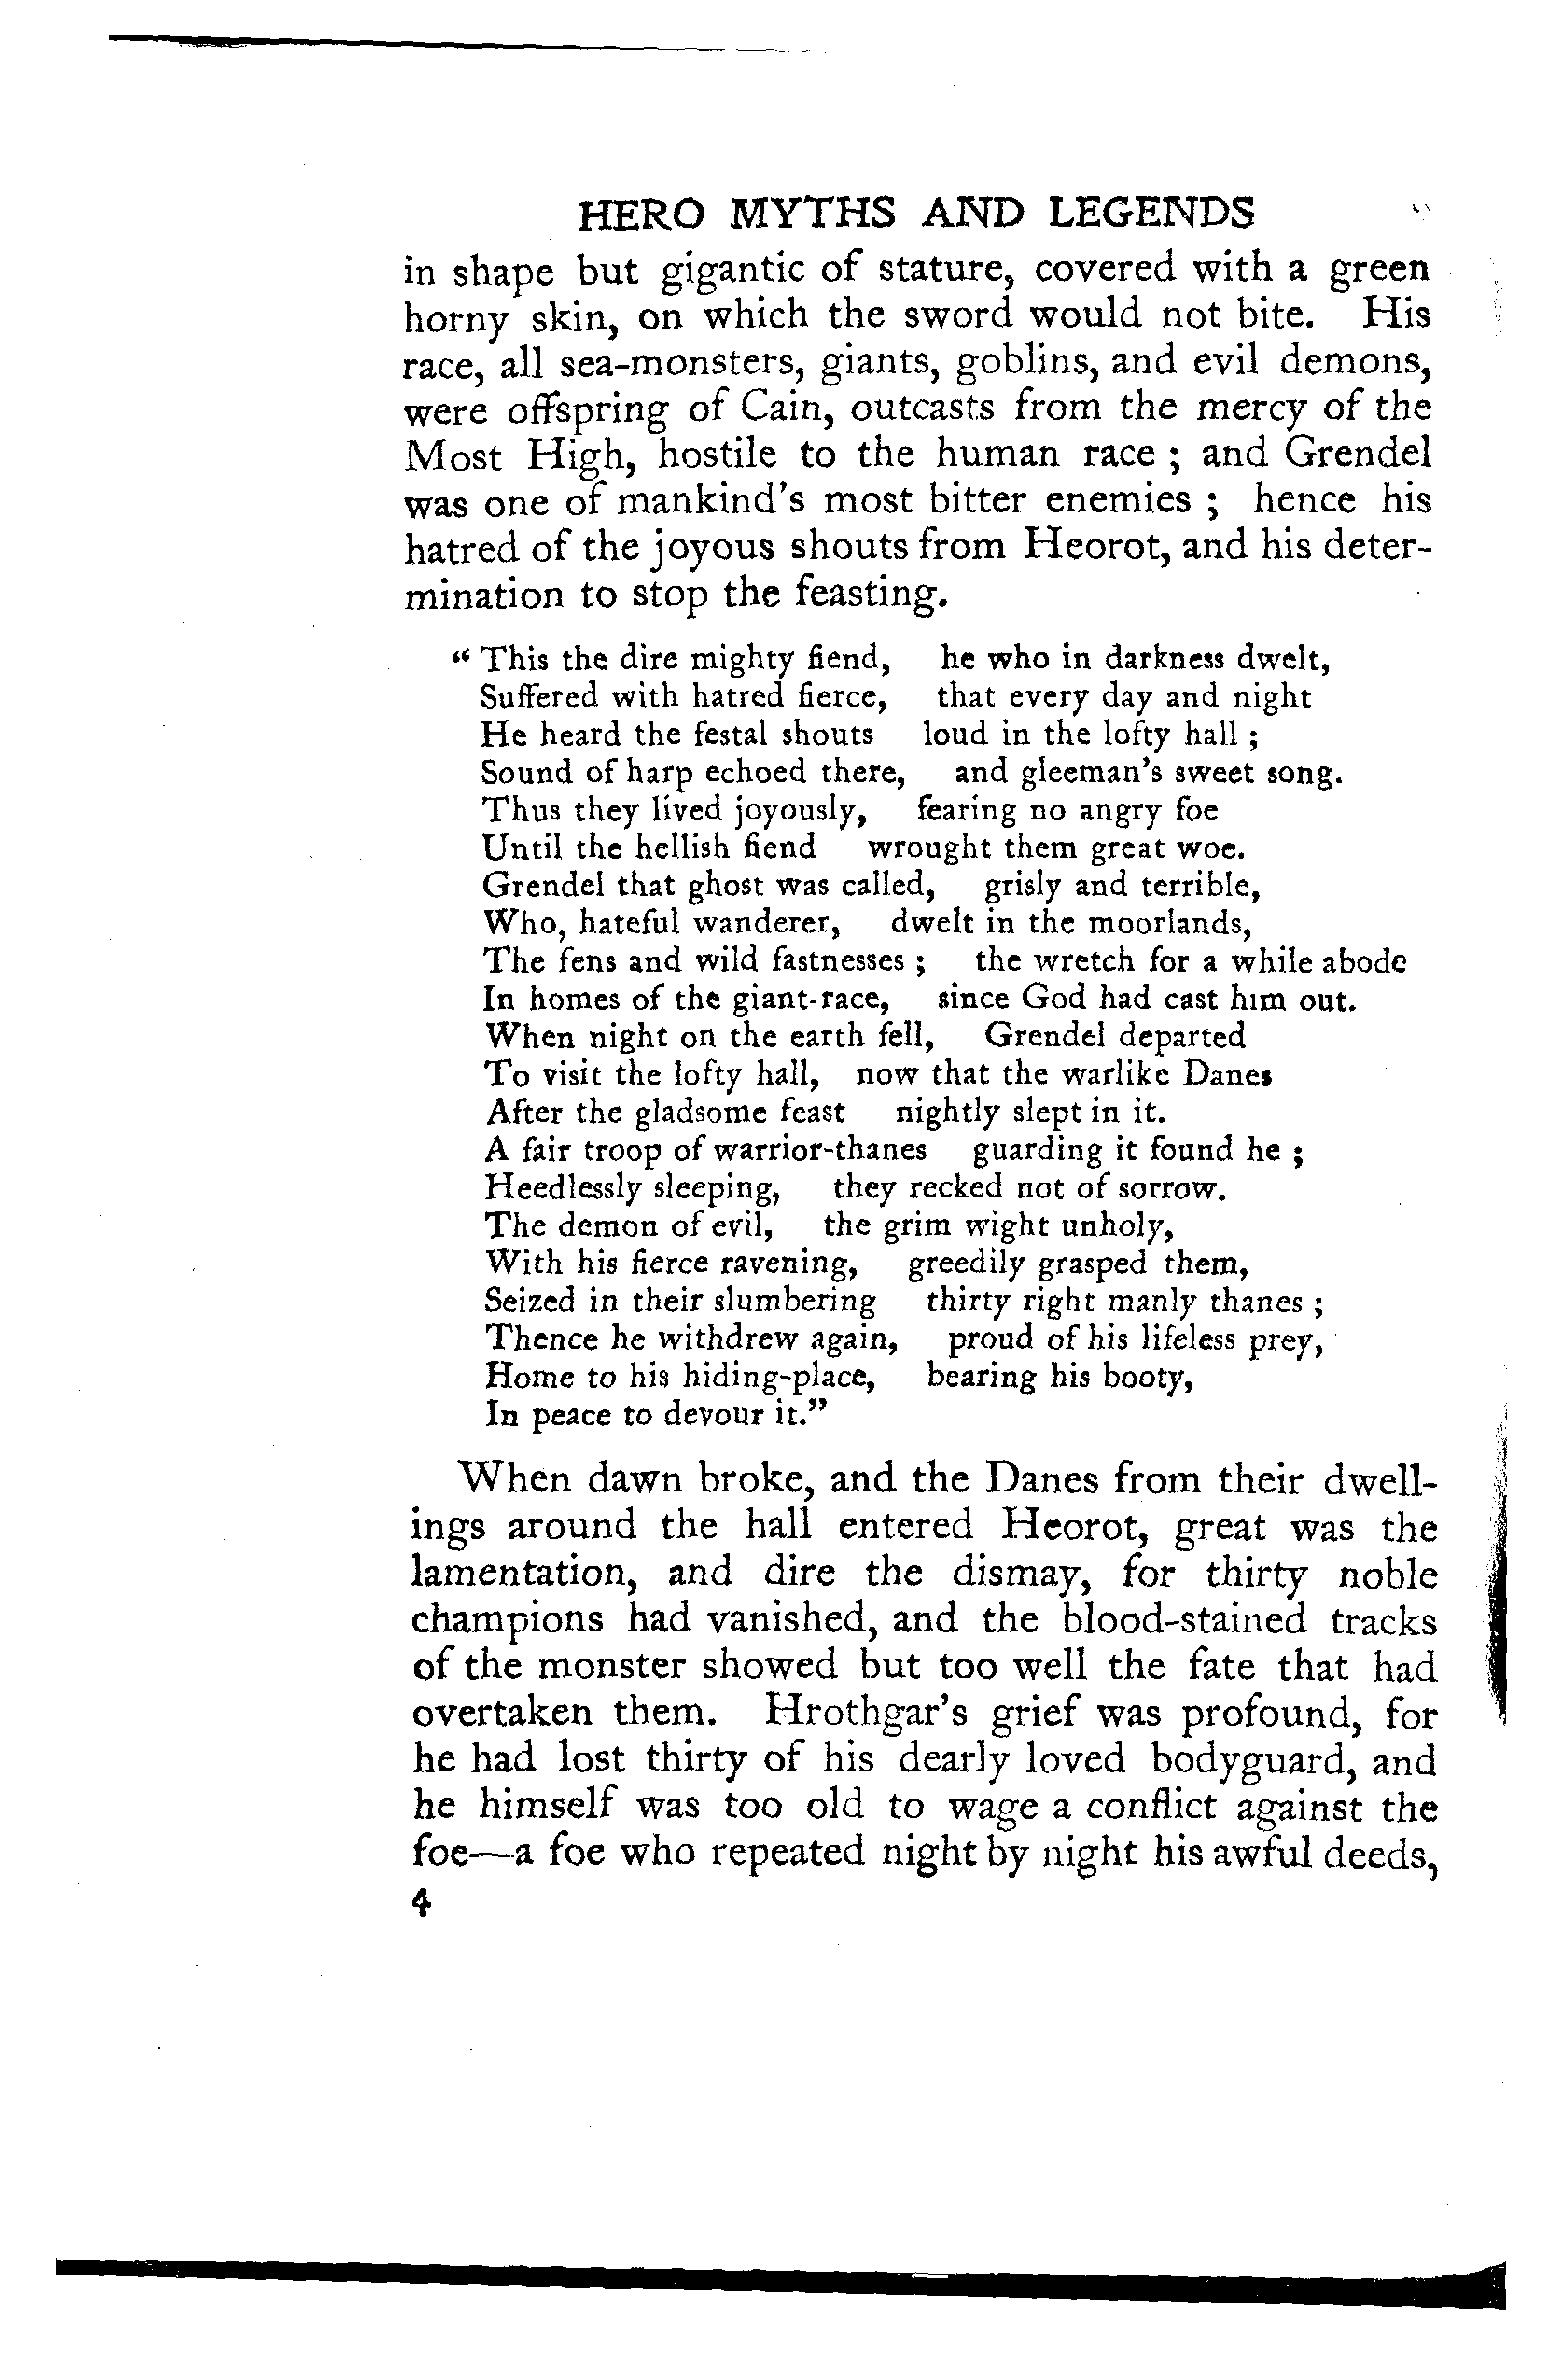 HERO MYTHS AND LEGENDS
in shape but gigantic of stature, covered with a green
horny skin, on which the sword would not bite. His
race, all sea-monsters, giants, goblins, and evil demons,
were offspring of Cain, outcasts from the mercy of the
Most High, hostile to the human race ; and Grendel
was one of mankind's most bitter enemies ; hence his
hatred of the joyous shouts from Heorot, and his deter-
mination to stop the feasting.
“ This the dire mighty fiend, he who in darkness dwelt,
Suffered with hatred fierce, that every day and night
He heard the festal shouts loud in the lofty hall ;
Sound of harp echoed there, and gleeman's sweet song.
Thus they lived joyously, fearing no angry foe
Until the hellish fiend wrought them great woe.
Grendel that ghost was called, grisly and terrible,
Who, hateful wanderer, dwelt in the moorlands,
The fens and wild fastnesses ; the wretch for a while abode
In homes of the giant-race, since God had cast him out.
When night on the earth fell, Grendel departed
To visit the lofty hall, now that the warlike Danes
After the gladsome feast nightly slept in it.
A fair troop of warrior-thanes guarding it found he ;
Heedlessly sleeping, they recked not of sorrow.
The demon of evil, the grim wight unholy,
With his fierce ravening, greedily grasped them,
Seized in their slumbering thirty right manly thanes ;
Thence he withdrew again, proud of his lifeless prey,
Home to his hiding-place, bearing his booty,
In peace to devour it.”
When dawn broke, and the Danes from their dwell-
ings around the hall entered Heorot, great was the
lamentation, and dire the dismay, for thirty noble
champions had vanished, and the blood-stained tracks
of the monster showed but too well the fate that had
overtaken them. Hrothgar's grief was profound, for
he had lost thirty of his dearly loved bodyguard, and
he himself was too old to wage a conflict against the
foe—a foe who repeated night by night his awful deeds,
4